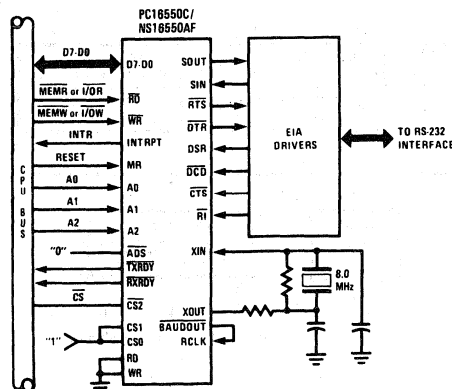 PC16550C/
NS16550AF
D7-D0
D7-D0
MEMR or I/OR
RD
MEMW or I/OW
WR
INTR
INTRPT
RESET
MR
A0
A0
A1
A1
A2
A2
"0"
ADS
TXRDY
RXRDY
CS
CS2
"1"
CS1
CS0
RD
WR
CPU BUS
SOUT
SIN
RTS
DTR
DSR
DCD
CTS
RI
XIN
XOUT
BAUDOUT
RCLK
EIA
DRIVERS
TO RS-232
INTERFACE
8.0
MHz